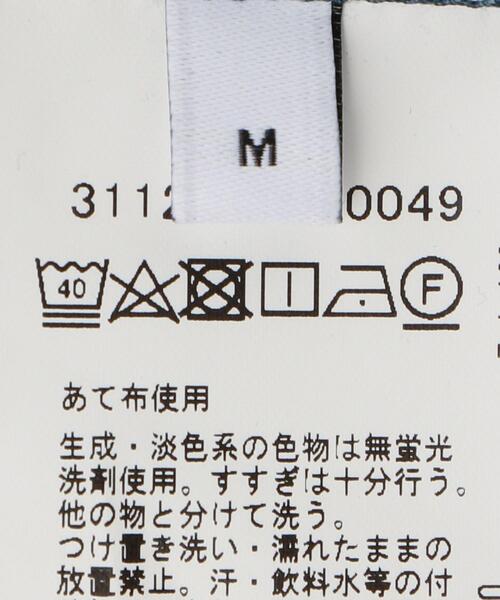 M
3112 0049
40 F
あて布使用
生成・淡色系の色物は無蛍光
洗剤使用。すすぎは十分行う。
他の物と分けて洗う。
つけ置き洗い・濡れたままの
放置禁止。汗・飲料水等の付